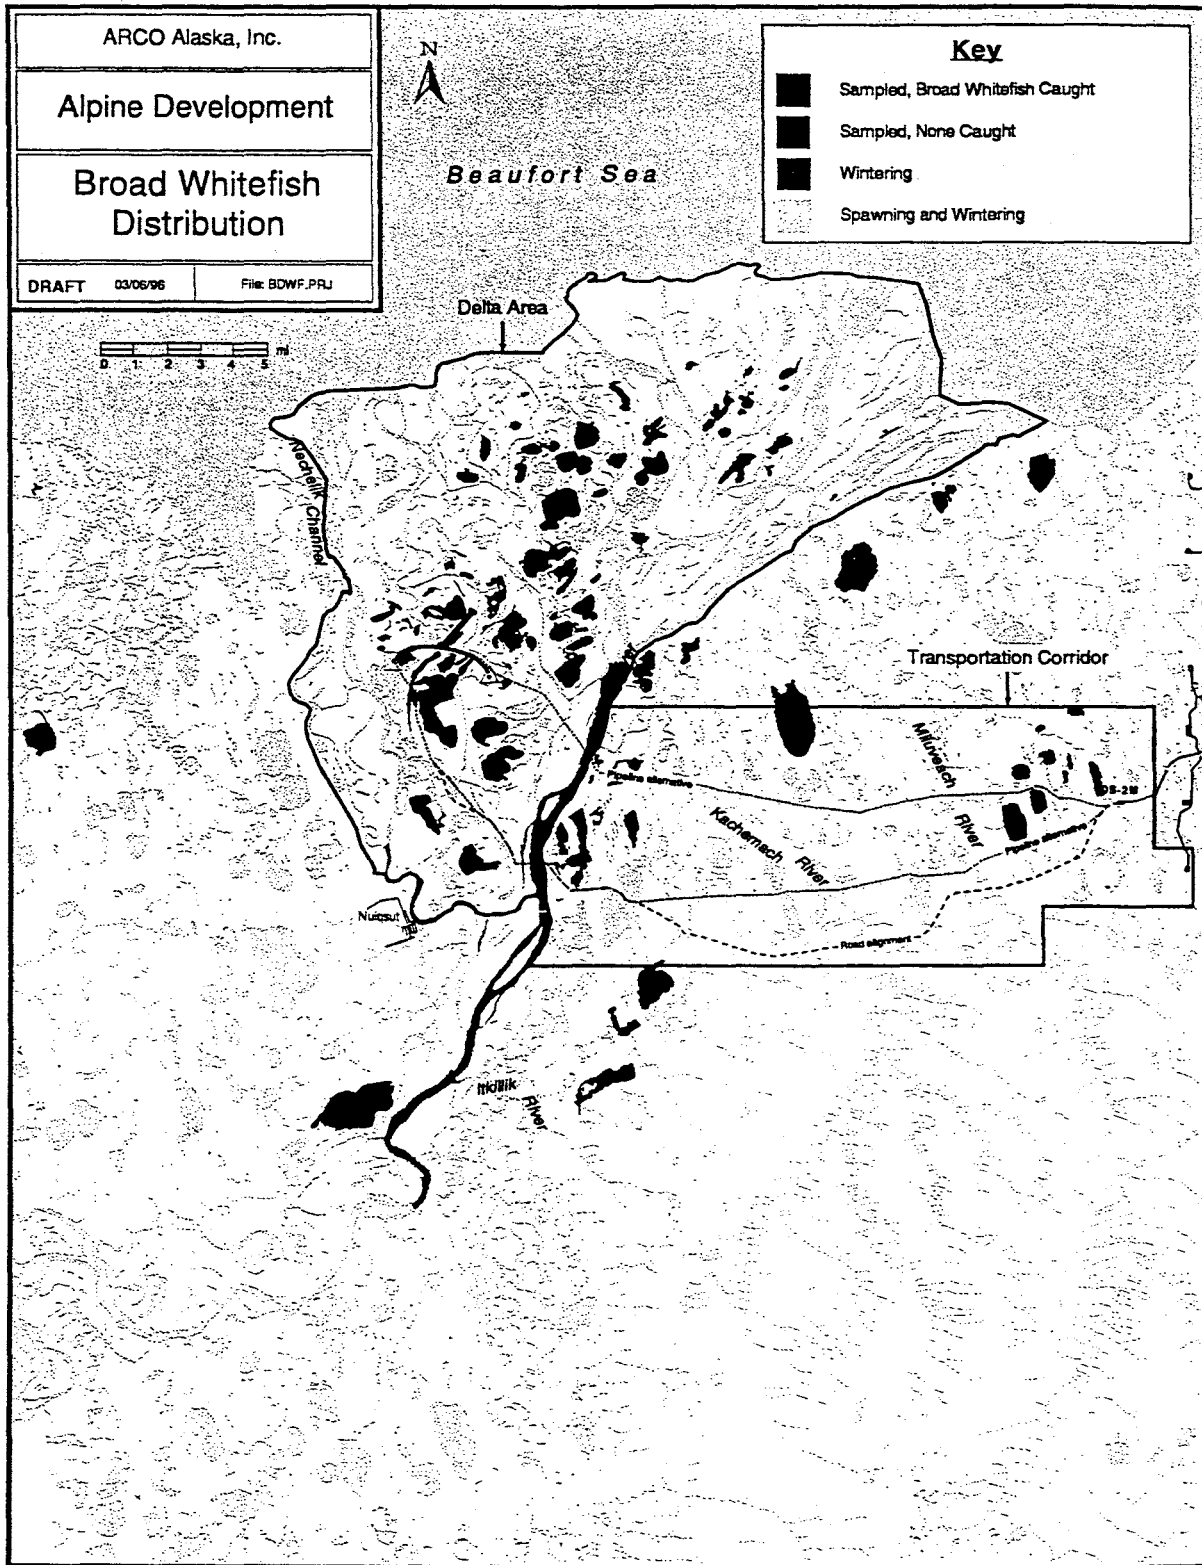 ARCO Alaska, Inc.
Alpine Development
Broad Whitefish
Distribution
DRAFT 03/06/96 File: BDWF.PRJ
N
Beaufort Sea
Key
Sampled, Broad Whitefish Caught
Sampled, None Caught
Wintering
Spawning and Wintering
0 1 2 3 4 5 mi
Delta Area
Nechelik Channel
Transportation Corridor
Miluveach River
Pipeline alternative
DS-2M
Kachemach River
Pipeline alternative
Nuiqsut
Road alignment
Itkillik River